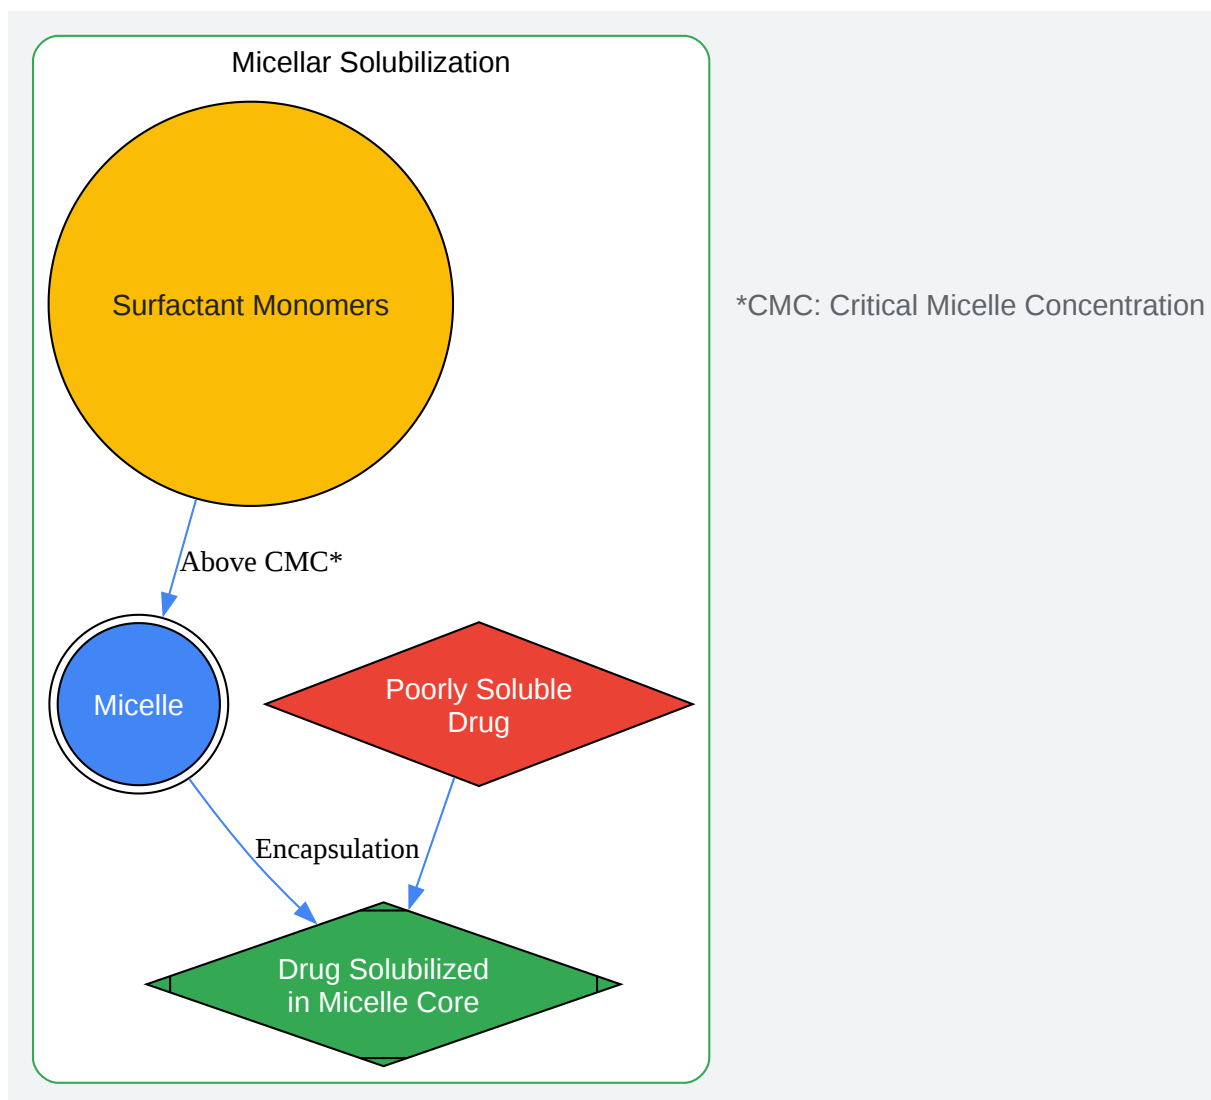 Micellar Solubilization
Surfactant Monomers
*CMC: Critical Micelle Concentration
Above CMC*
Micelle
Poorly Soluble
Drug
Encapsulation
Drug Solubilized
in Micelle Core